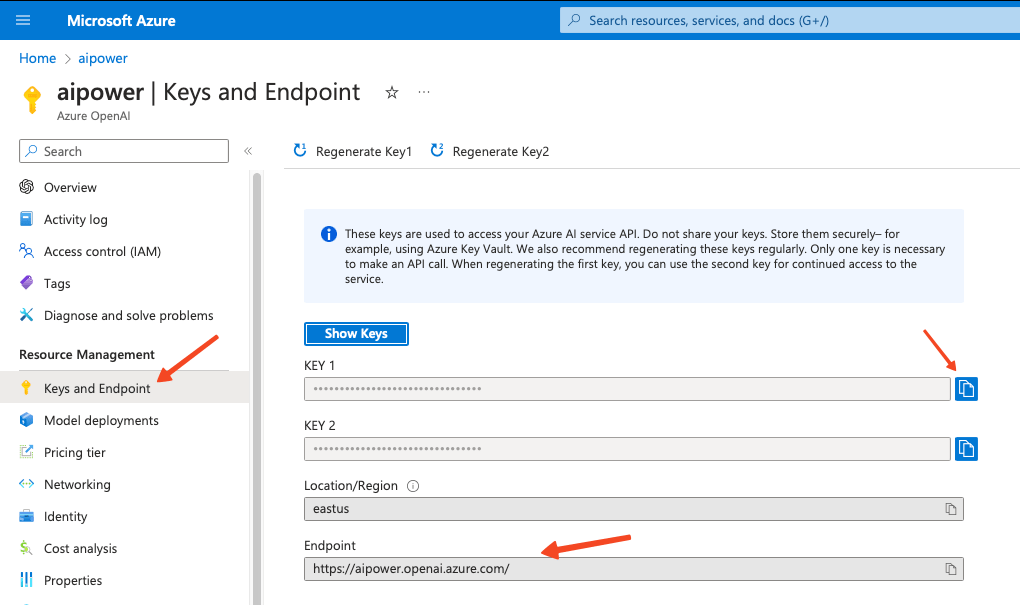 Microsoft Azure
Search resources, services, and docs (G+/)
Home > aipower
aipower | Keys and Endpoint
Azure OpenAI
Search
Regenerate Key1
Regenerate Key2
Overview
Activity log
Access control (IAM)
Tags
Diagnose and solve problems
Resource Management
Keys and Endpoint
Model deployments
Pricing tier
Networking
Identity
Cost analysis
Properties
These keys are used to access your Azure AI service API. Do not share your keys. Store them securely– for
example, using Azure Key Vault. We also recommend regenerating these keys regularly. Only one key is necessary
to make an API call. When regenerating the first key, you can use the second key for continued access to the
service.
Show Keys
KEY 1
••••••••••••••••••••••••••••••••
KEY 2
••••••••••••••••••••••••••••••••
Location/Region
eastus
Endpoint
https://aipower.openai.azure.com/